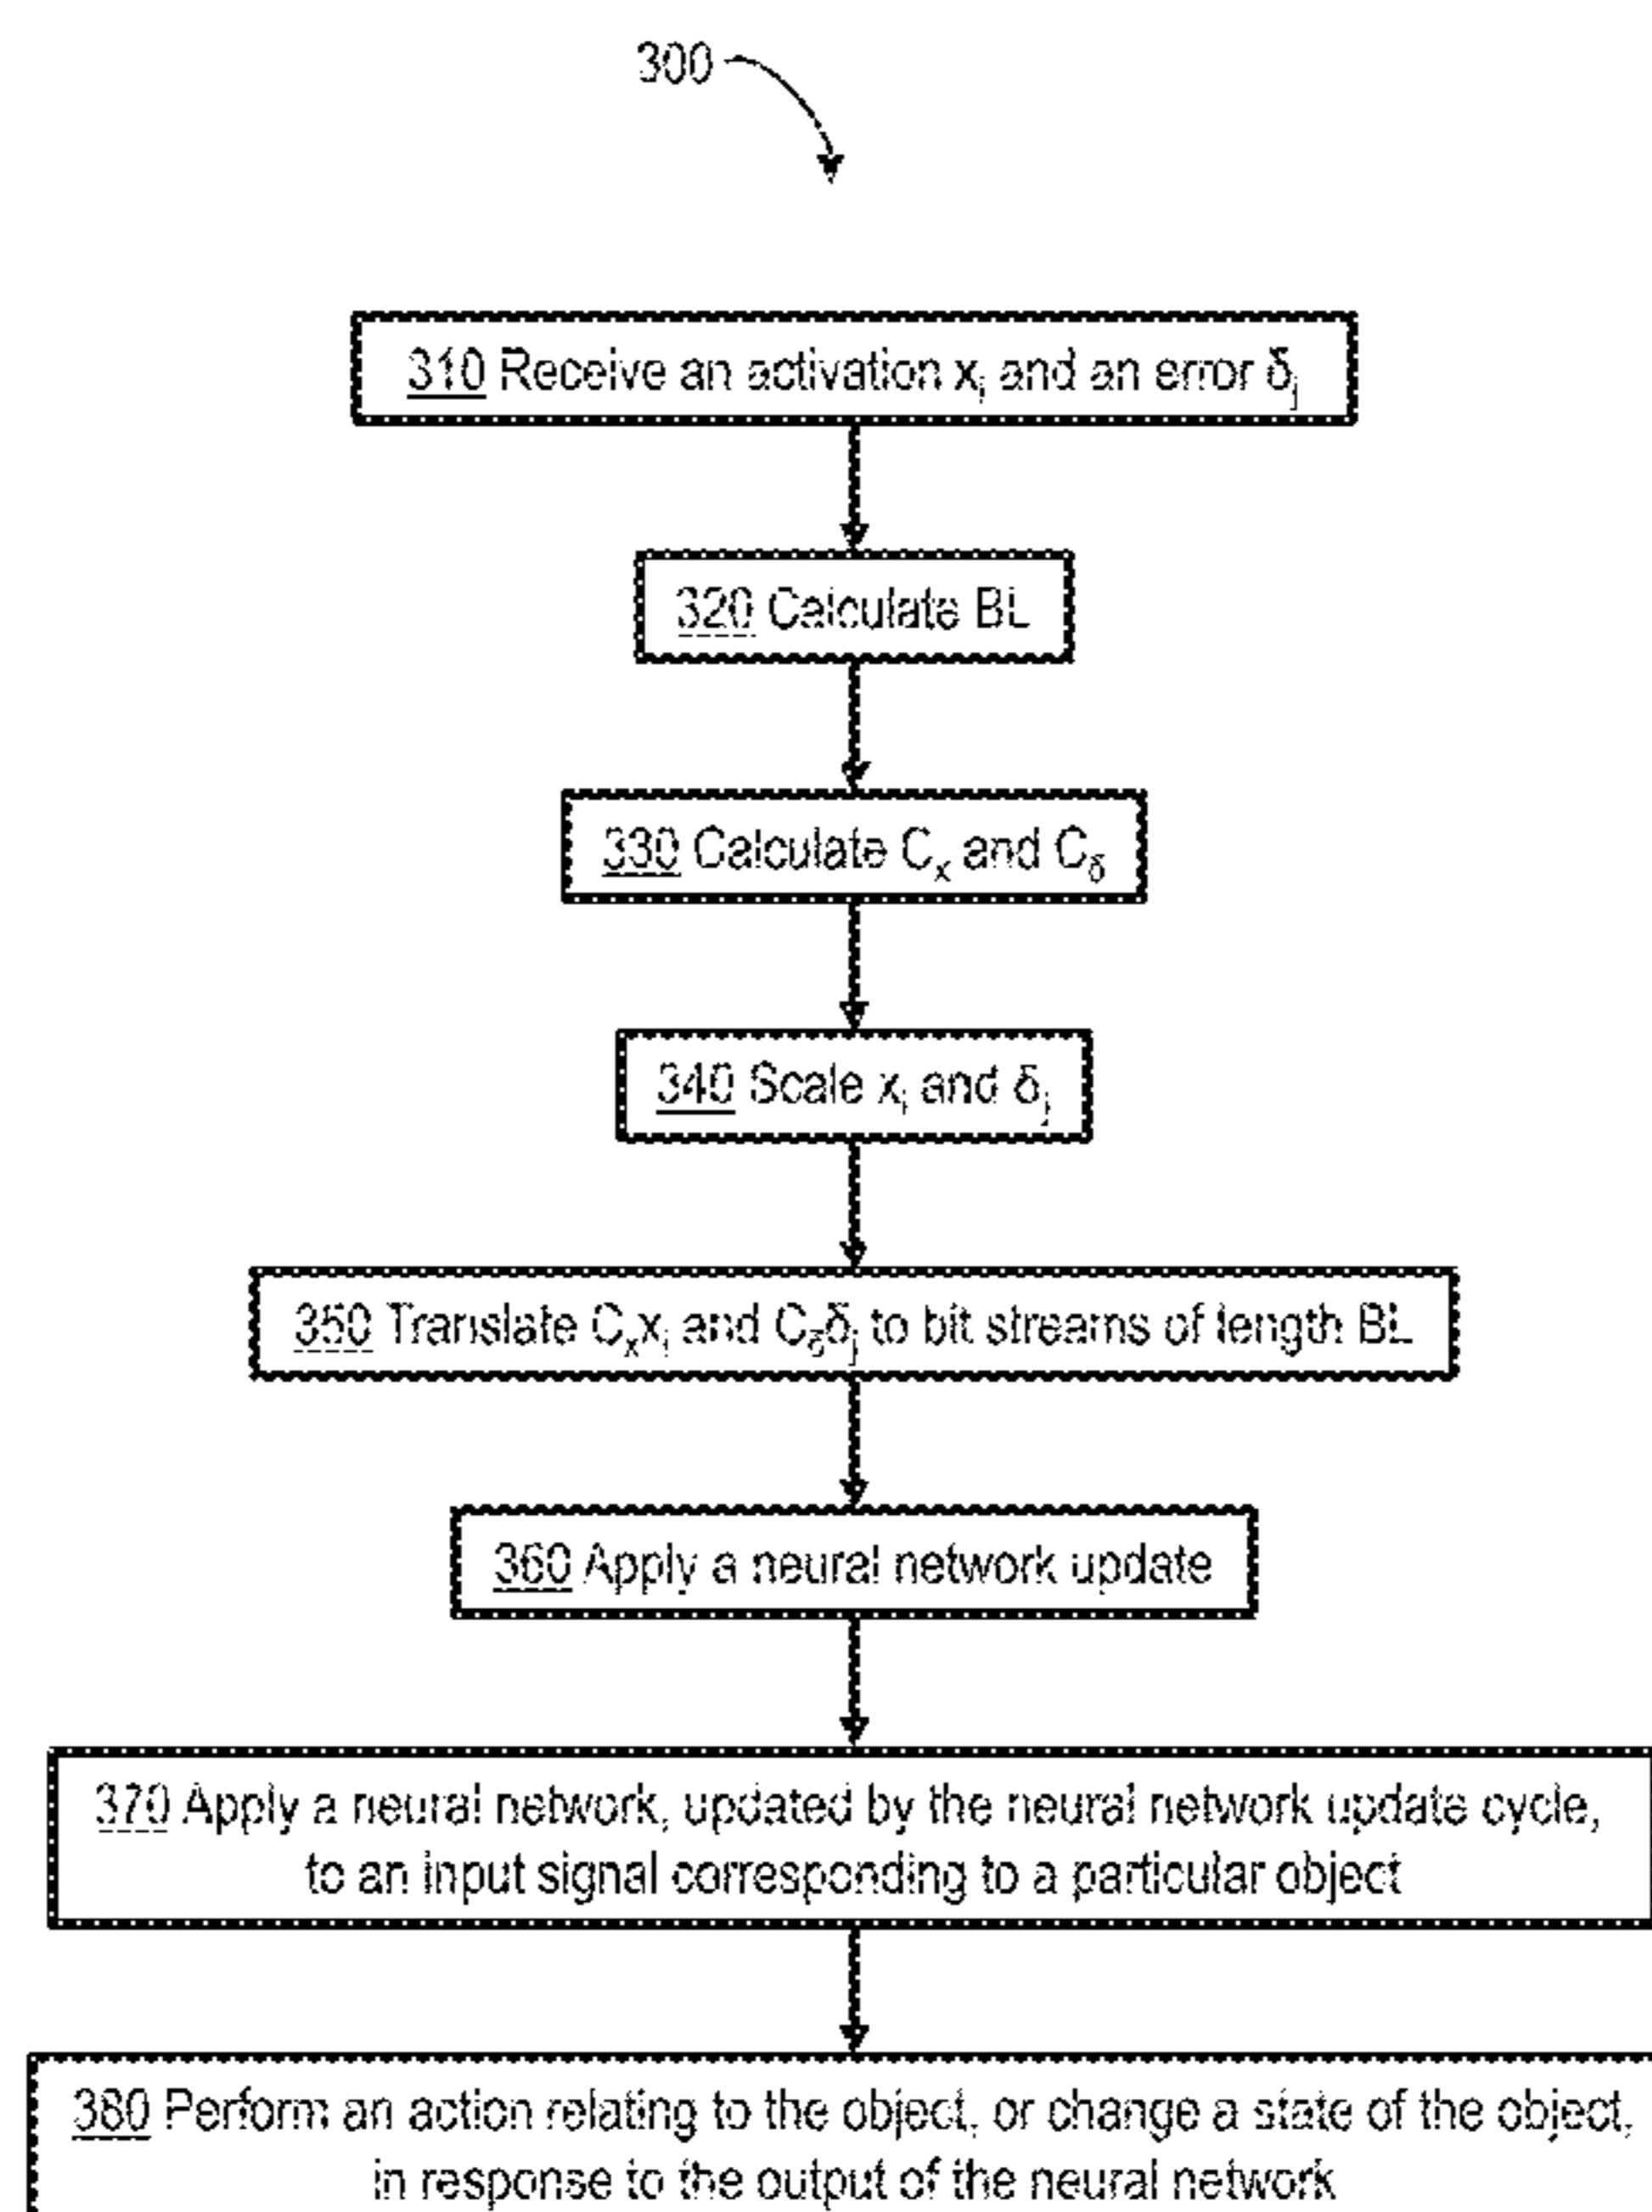 300
310 Receive an activation xᵢ and an error δⱼ
320 Calculate BL
330 Calculate Cₓ and C_δ
340 Scale xᵢ and δⱼ
350 Translate Cₓxᵢ and C_δδⱼ to bit streams of length BL
360 Apply a neural network update
370 Apply a neural network, updated by the neural network update cycle,
to an input signal corresponding to a particular object
380 Perform an action relating to the object, or change a state of the object,
in response to the output of the neural network